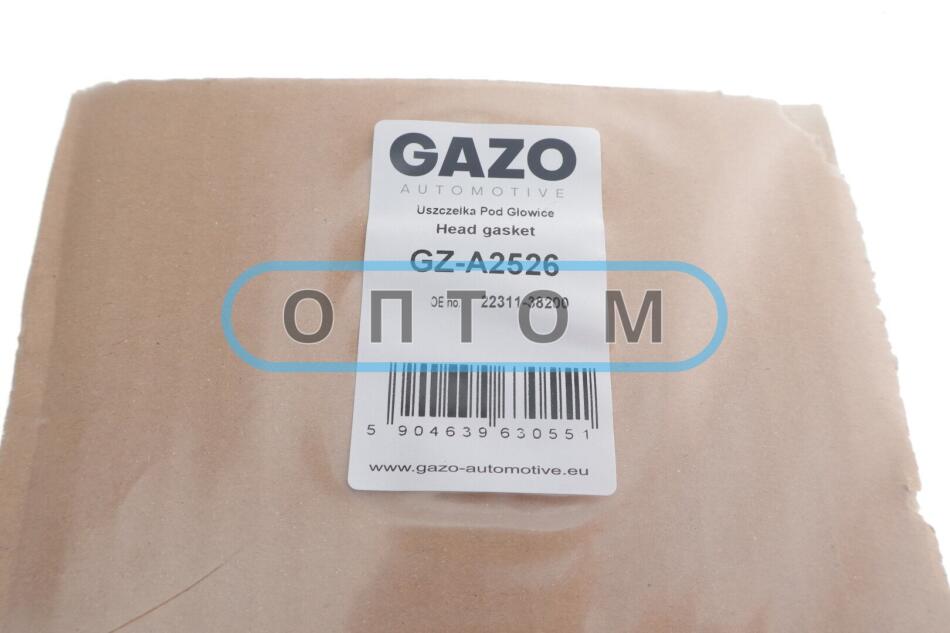 GAZO
AUTOMOTIVE
Uszczelka Pod Głowice
Head gasket
GZ-A2526
OE no. 22311-38200
ОПТОМ
5 904639 630551
www.gazo-automotive.eu